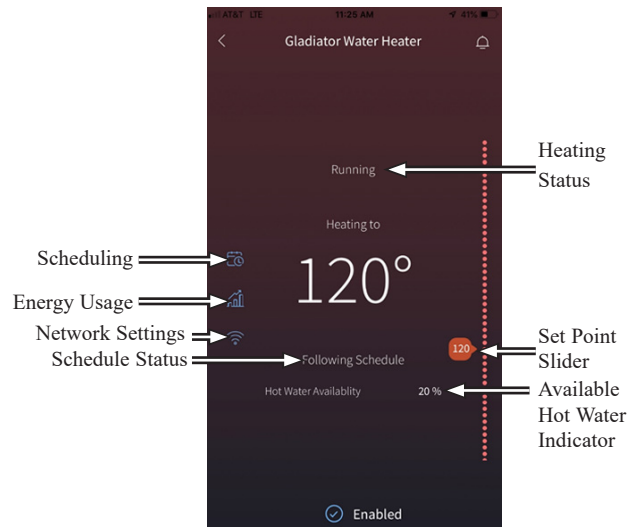 AT&T LTE 11:25 AM 41%
Gladiator Water Heater
Running
Heating
Status
Heating to
120°
Scheduling
Energy Usage
Network Settings
Schedule Status
Following Schedule
120
Set Point
Slider
Hot Water Availablity 20 %
Available
Hot Water
Indicator
Enabled